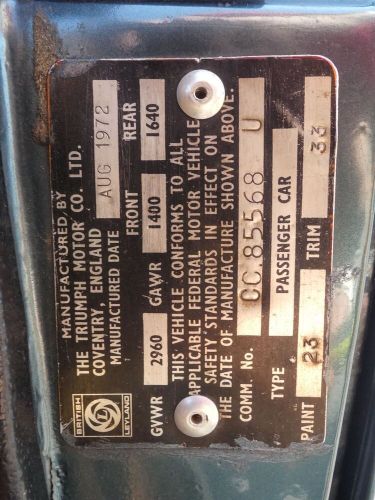 MANUFACTURED BY
THE TRIUMPH MOTOR CO. LTD.
COVENTRY, ENGLAND
MANUFACTURED DATE AUG 1972
BRITISH
LEYLAND
FRONT REAR
GVWR 2960 GAWR 1400 1640
THIS VEHICLE CONFORMS TO ALL
APPLICABLE FEDERAL MOTOR VEHICLE
SAFETY STANDARDS IN EFFECT ON
THE DATE OF MANUFACTURE SHOWN ABOVE.
COMM. No. CC.85568 U
TYPE PASSENGER CAR
PAINT 23 TRIM 33